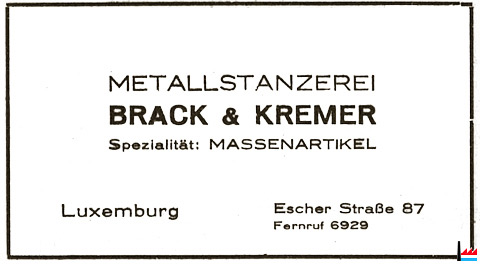 METALLSTANZEREI
BRACK & KREMER
Spezialität: MASSENARTIKEL
Luxemburg
Escher Straße 87
Fernruf 6929